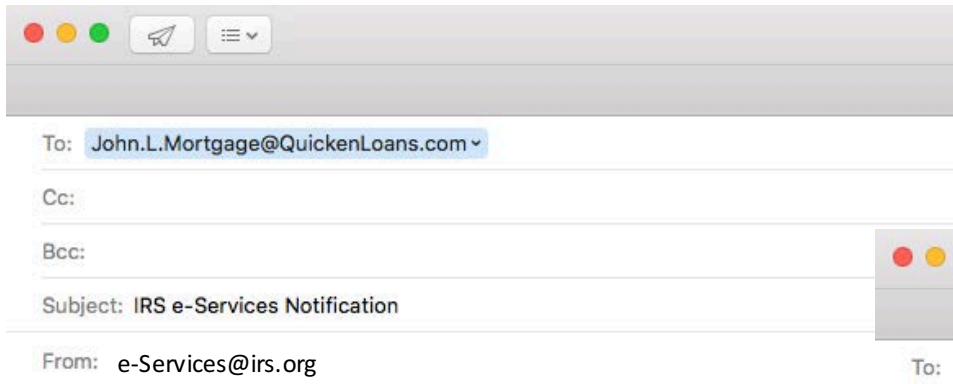 To: John.L.Mortgage@QuickenLoans.com
Cc:
Bcc:
Subject: IRS e-Services Notification
From: e-Services@irs.org
To: